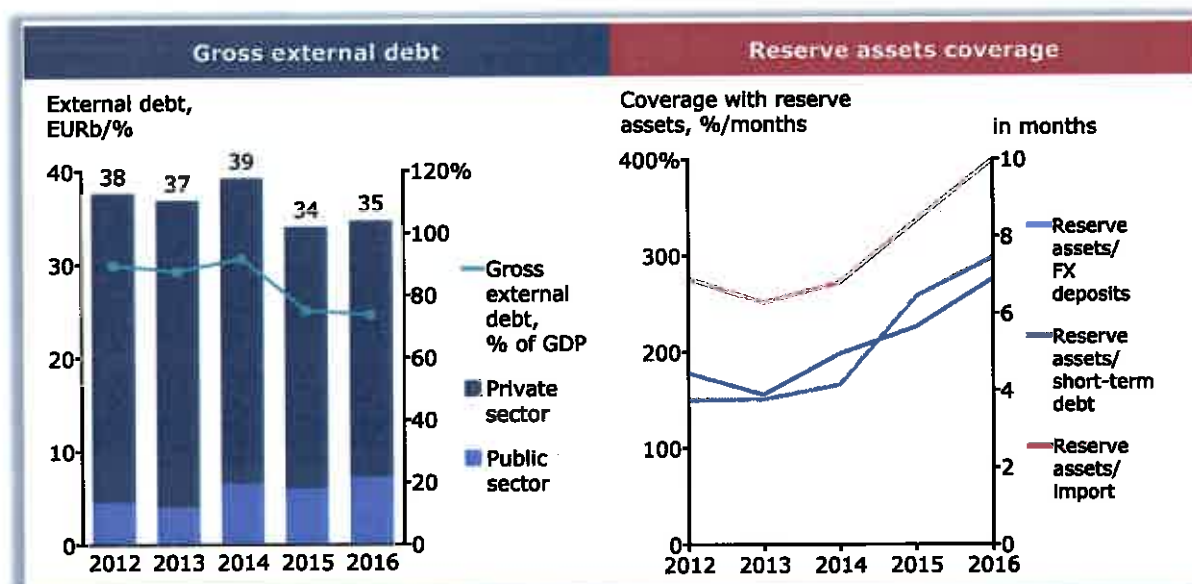 Gross external debt
External debt,
EURb/%
40
30
20
10
0
38
37
39
34
35
120%
100
80
60
40
20
0
2012 2013 2014 2015 2016
Gross
external
debt,
% of GDP
Private
sector
Public
sector
Reserve assets coverage
Coverage with reserve
assets, %/months
in months
400%
300
200
100
0
10
8
6
4
2
0
2012 2013 2014 2015 2016
Reserve
assets/
FX
deposits
Reserve
assets/
short-term
debt
Reserve
assets/
import